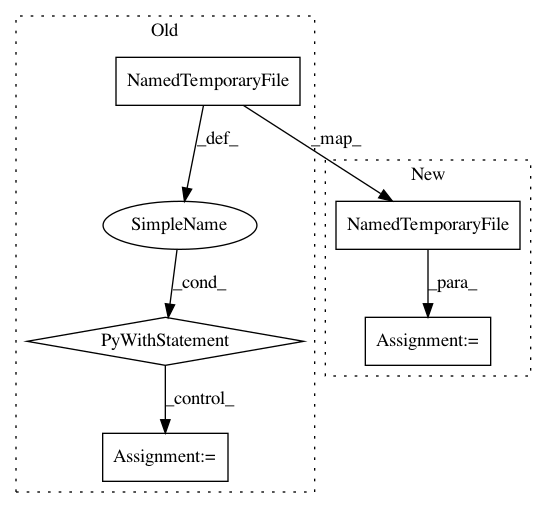 Old
NamedTemporaryFile
_def_
_map_
New
SimpleName
NamedTemporaryFile
_cond_
_para_
PyWithStatement
Assignment:=
_control_
Assignment:=